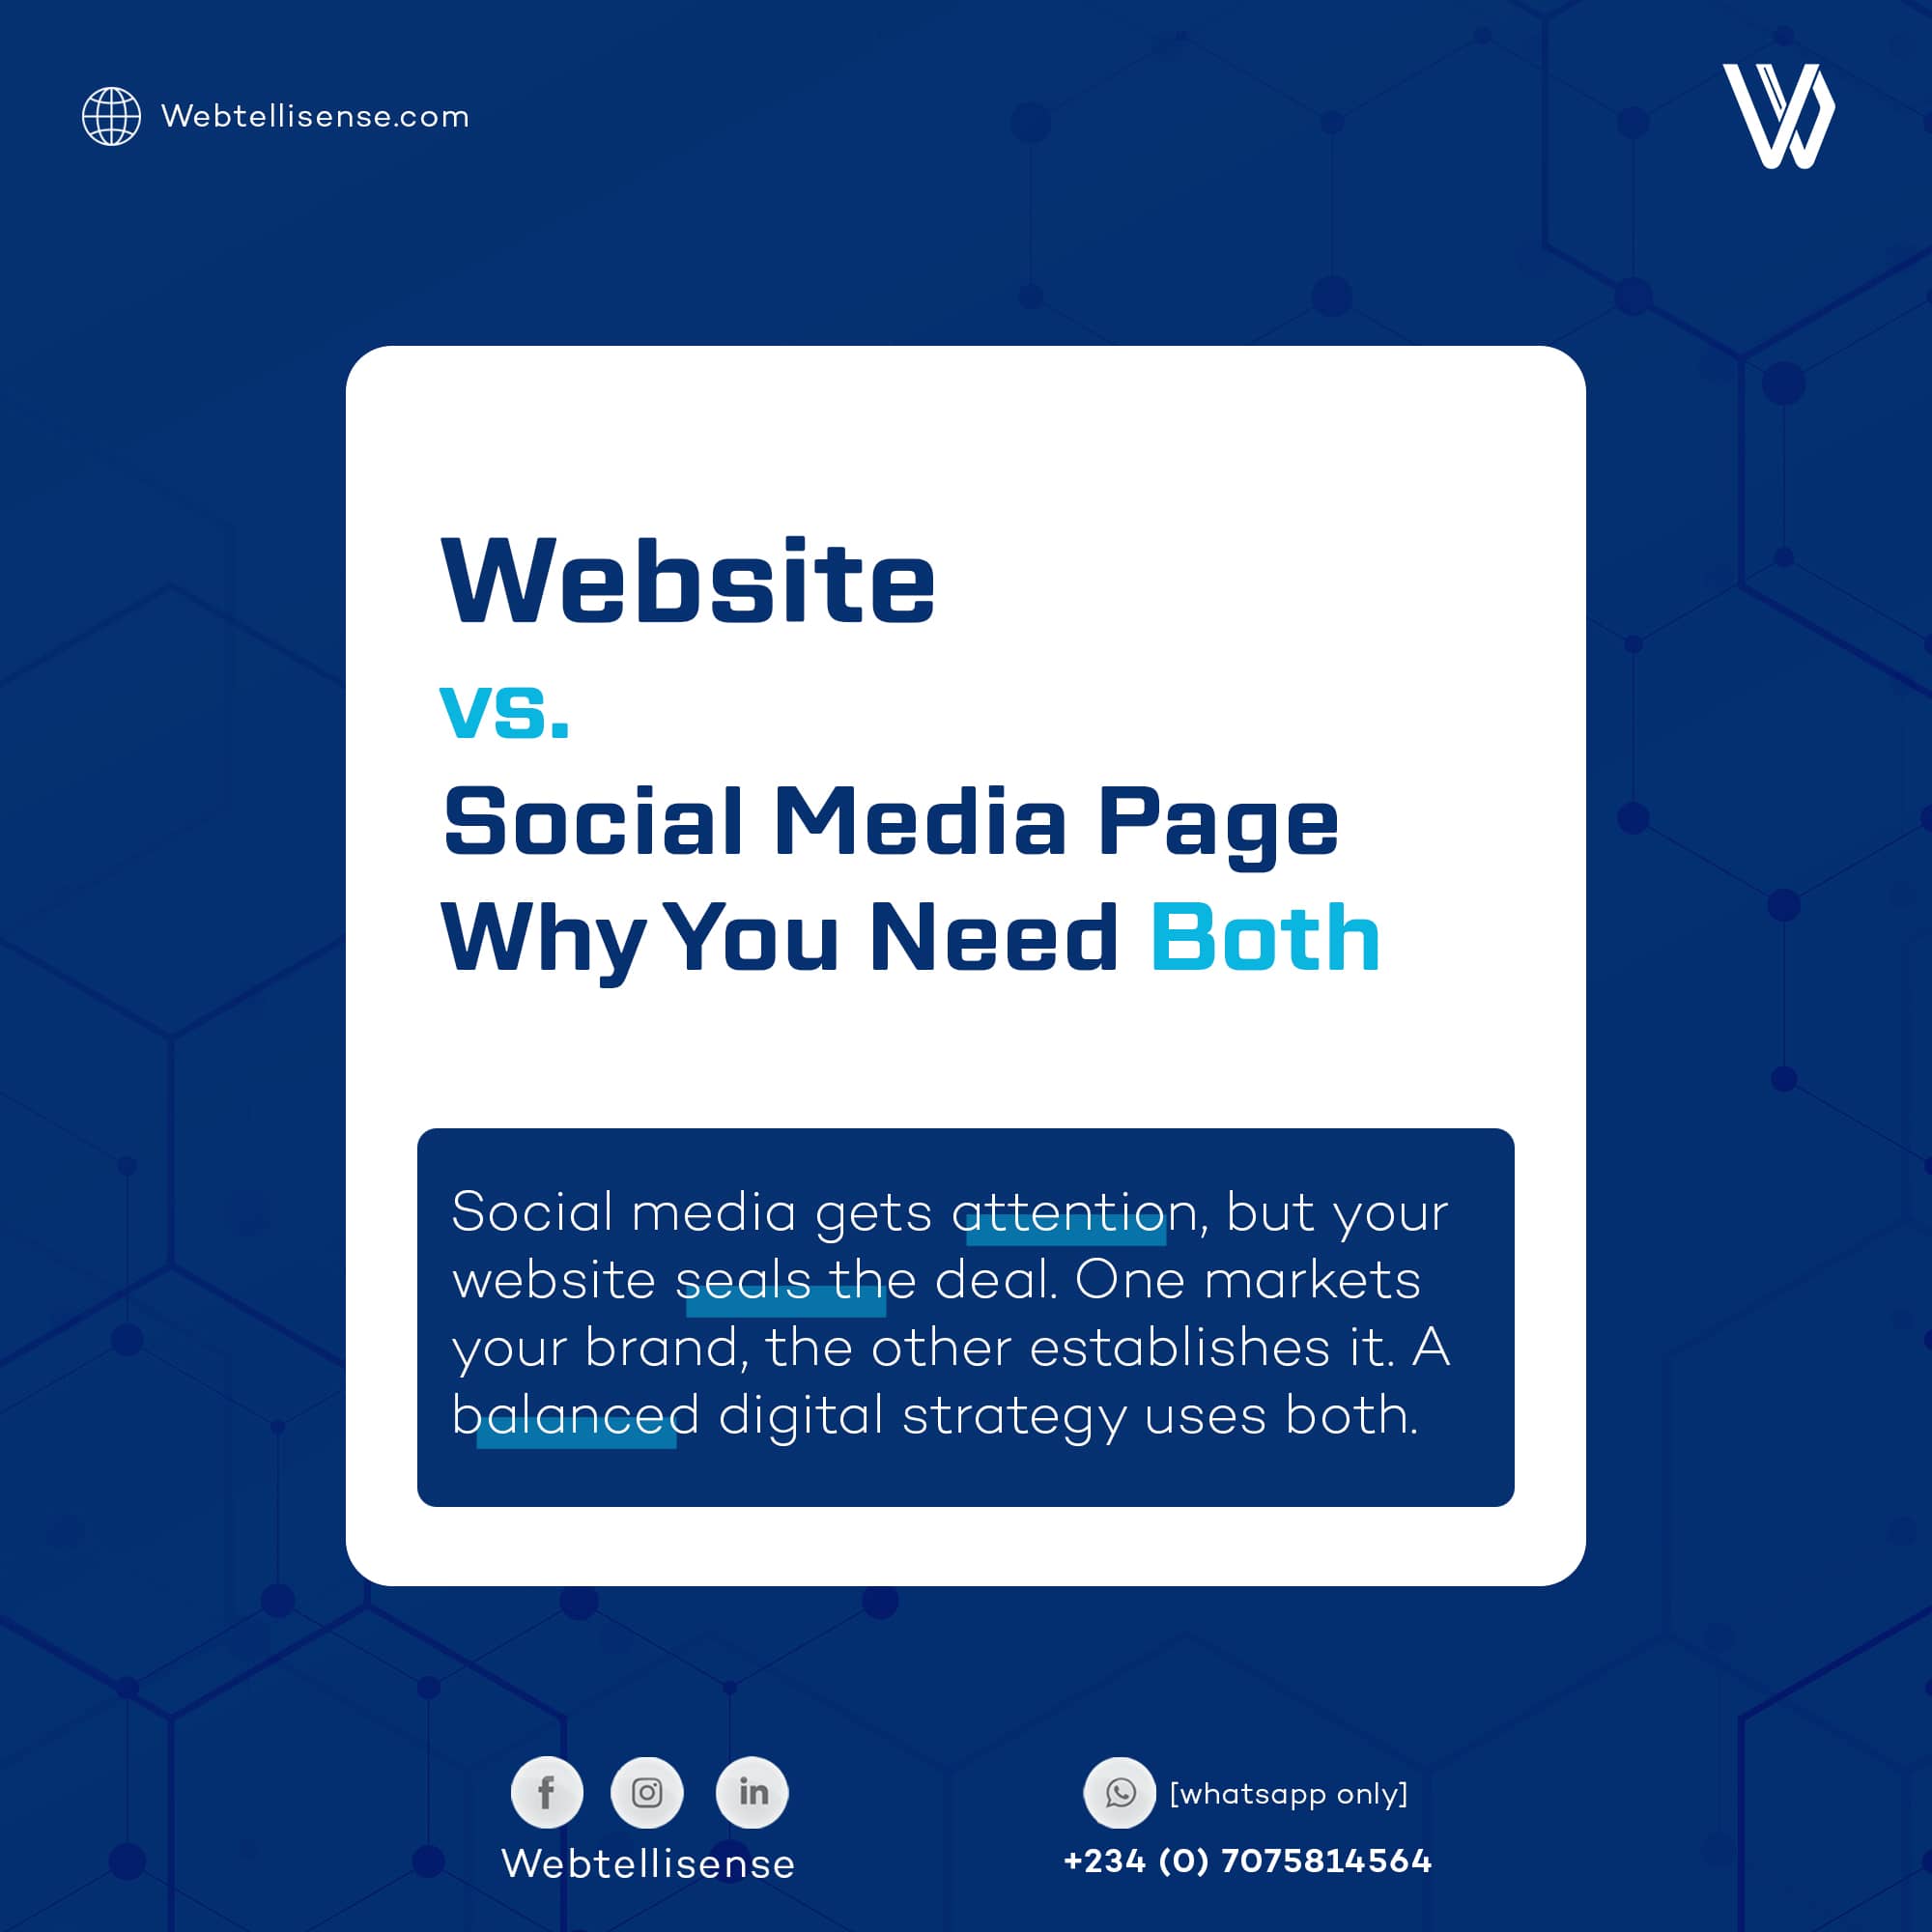 Webtellisense.com
Website
vs.
Social Media Page
Why You Need Both
Social media gets attention, but your
website seals the deal. One markets
your brand, the other establishes it. A
balanced digital strategy uses both.
[whatsapp only]
Webtellisense
+234 (0) 7075814564